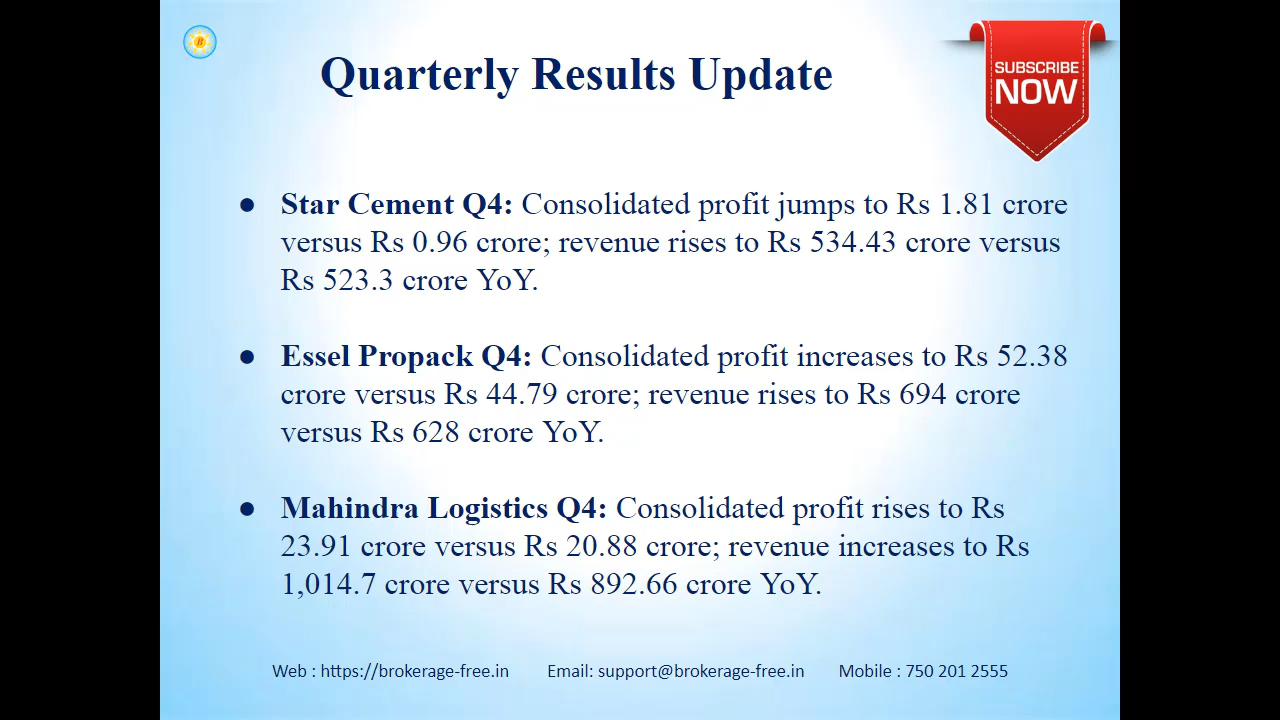 Quarterly Results Update
SUBSCRIBE
NOW
● Star Cement Q4: Consolidated profit jumps to Rs 1.81 crore
versus Rs 0.96 crore; revenue rises to Rs 534.43 crore versus
Rs 523.3 crore YoY.
● Essel Propack Q4: Consolidated profit increases to Rs 52.38
crore versus Rs 44.79 crore; revenue rises to Rs 694 crore
versus Rs 628 crore YoY.
● Mahindra Logistics Q4: Consolidated profit rises to Rs
23.91 crore versus Rs 20.88 crore; revenue increases to Rs
1,014.7 crore versus Rs 892.66 crore YoY.
Web : https://brokerage-free.in Email: support@brokerage-free.in Mobile : 750 201 2555